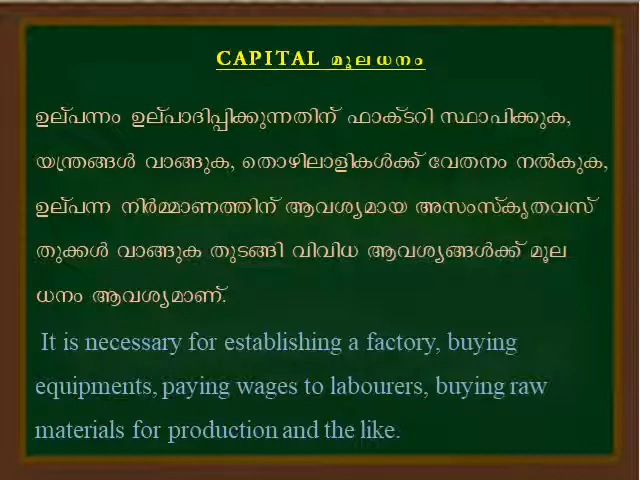 CAPITAL മൂലധനം
ഉല്പന്നം ഉല്പാദിപ്പിക്കുന്നതിന് ഫാക്ടറി സ്ഥാപിക്കുക,
യന്ത്രങ്ങൾ വാങ്ങുക, തൊഴിലാളികൾക്ക് വേതനം നൽകുക,
ഉല്പന്ന നിർമ്മാണത്തിന് ആവശ്യമായ അസംസ്കൃതവസ്
തുക്കൾ വാങ്ങുക തുടങ്ങി വിവിധ ആവശ്യങ്ങൾക്ക് മൂല
ധനം ആവശ്യമാണ്.
It is necessary for establishing a factory, buying
equipments, paying wages to labourers, buying raw
materials for production and the like.